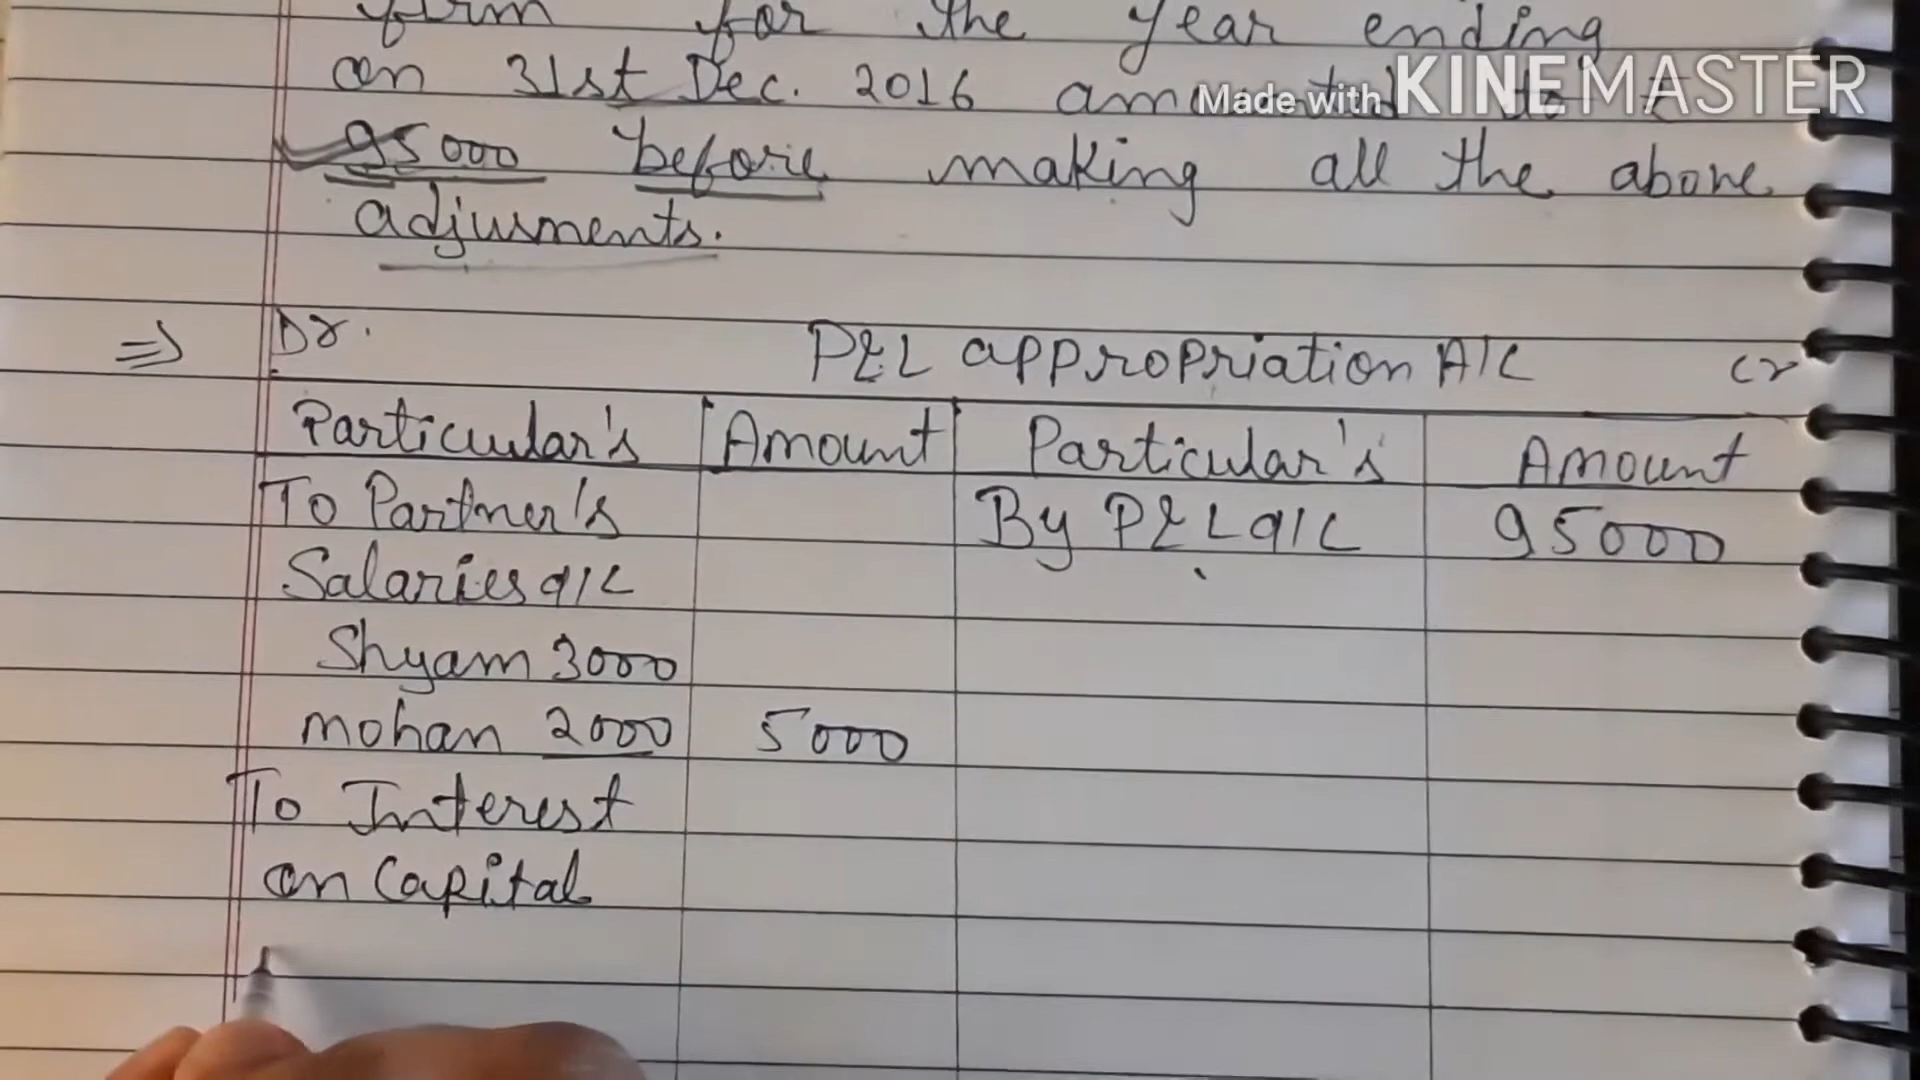 firm for the year ending
on 31st Dec. 2016 amounted to ₹
Made with KINEMASTER
95000 before making all the above
adjusments.
⇒ Dr. P&L appropriation A/C Cr
Particular's Amount Particular's Amount
To Partner's By P&L a/c 95000
Salaries a/c
Shyam 3000
mohan 2000 5000
To Interest
on Capital